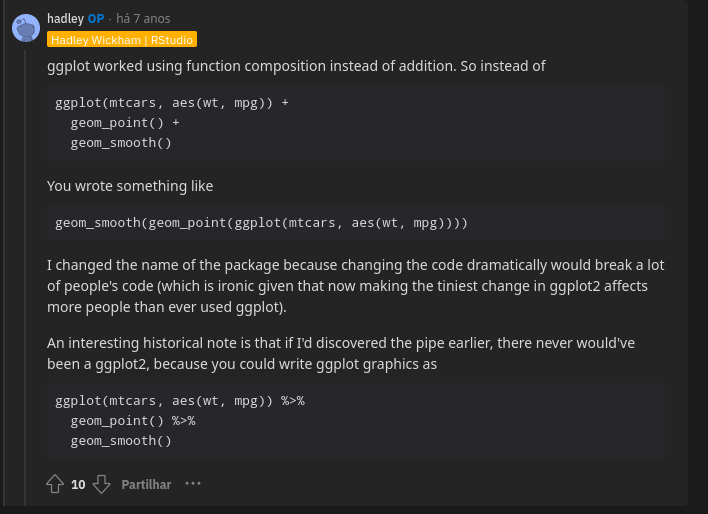 hadley OP · há 7 anos
Hadley Wickham | RStudio
ggplot worked using function composition instead of addition. So instead of
ggplot(mtcars, aes(wt, mpg)) +
  geom_point() +
  geom_smooth()
You wrote something like
geom_smooth(geom_point(ggplot(mtcars, aes(wt, mpg))))
I changed the name of the package because changing the code dramatically would break a lot
of people's code (which is ironic given that now making the tiniest change in ggplot2 affects
more people than ever used ggplot).
An interesting historical note is that if I'd discovered the pipe earlier, there never would've
been a ggplot2, because you could write ggplot graphics as
ggplot(mtcars, aes(wt, mpg)) %>%
  geom_point() %>%
  geom_smooth()
10 Partilhar ···